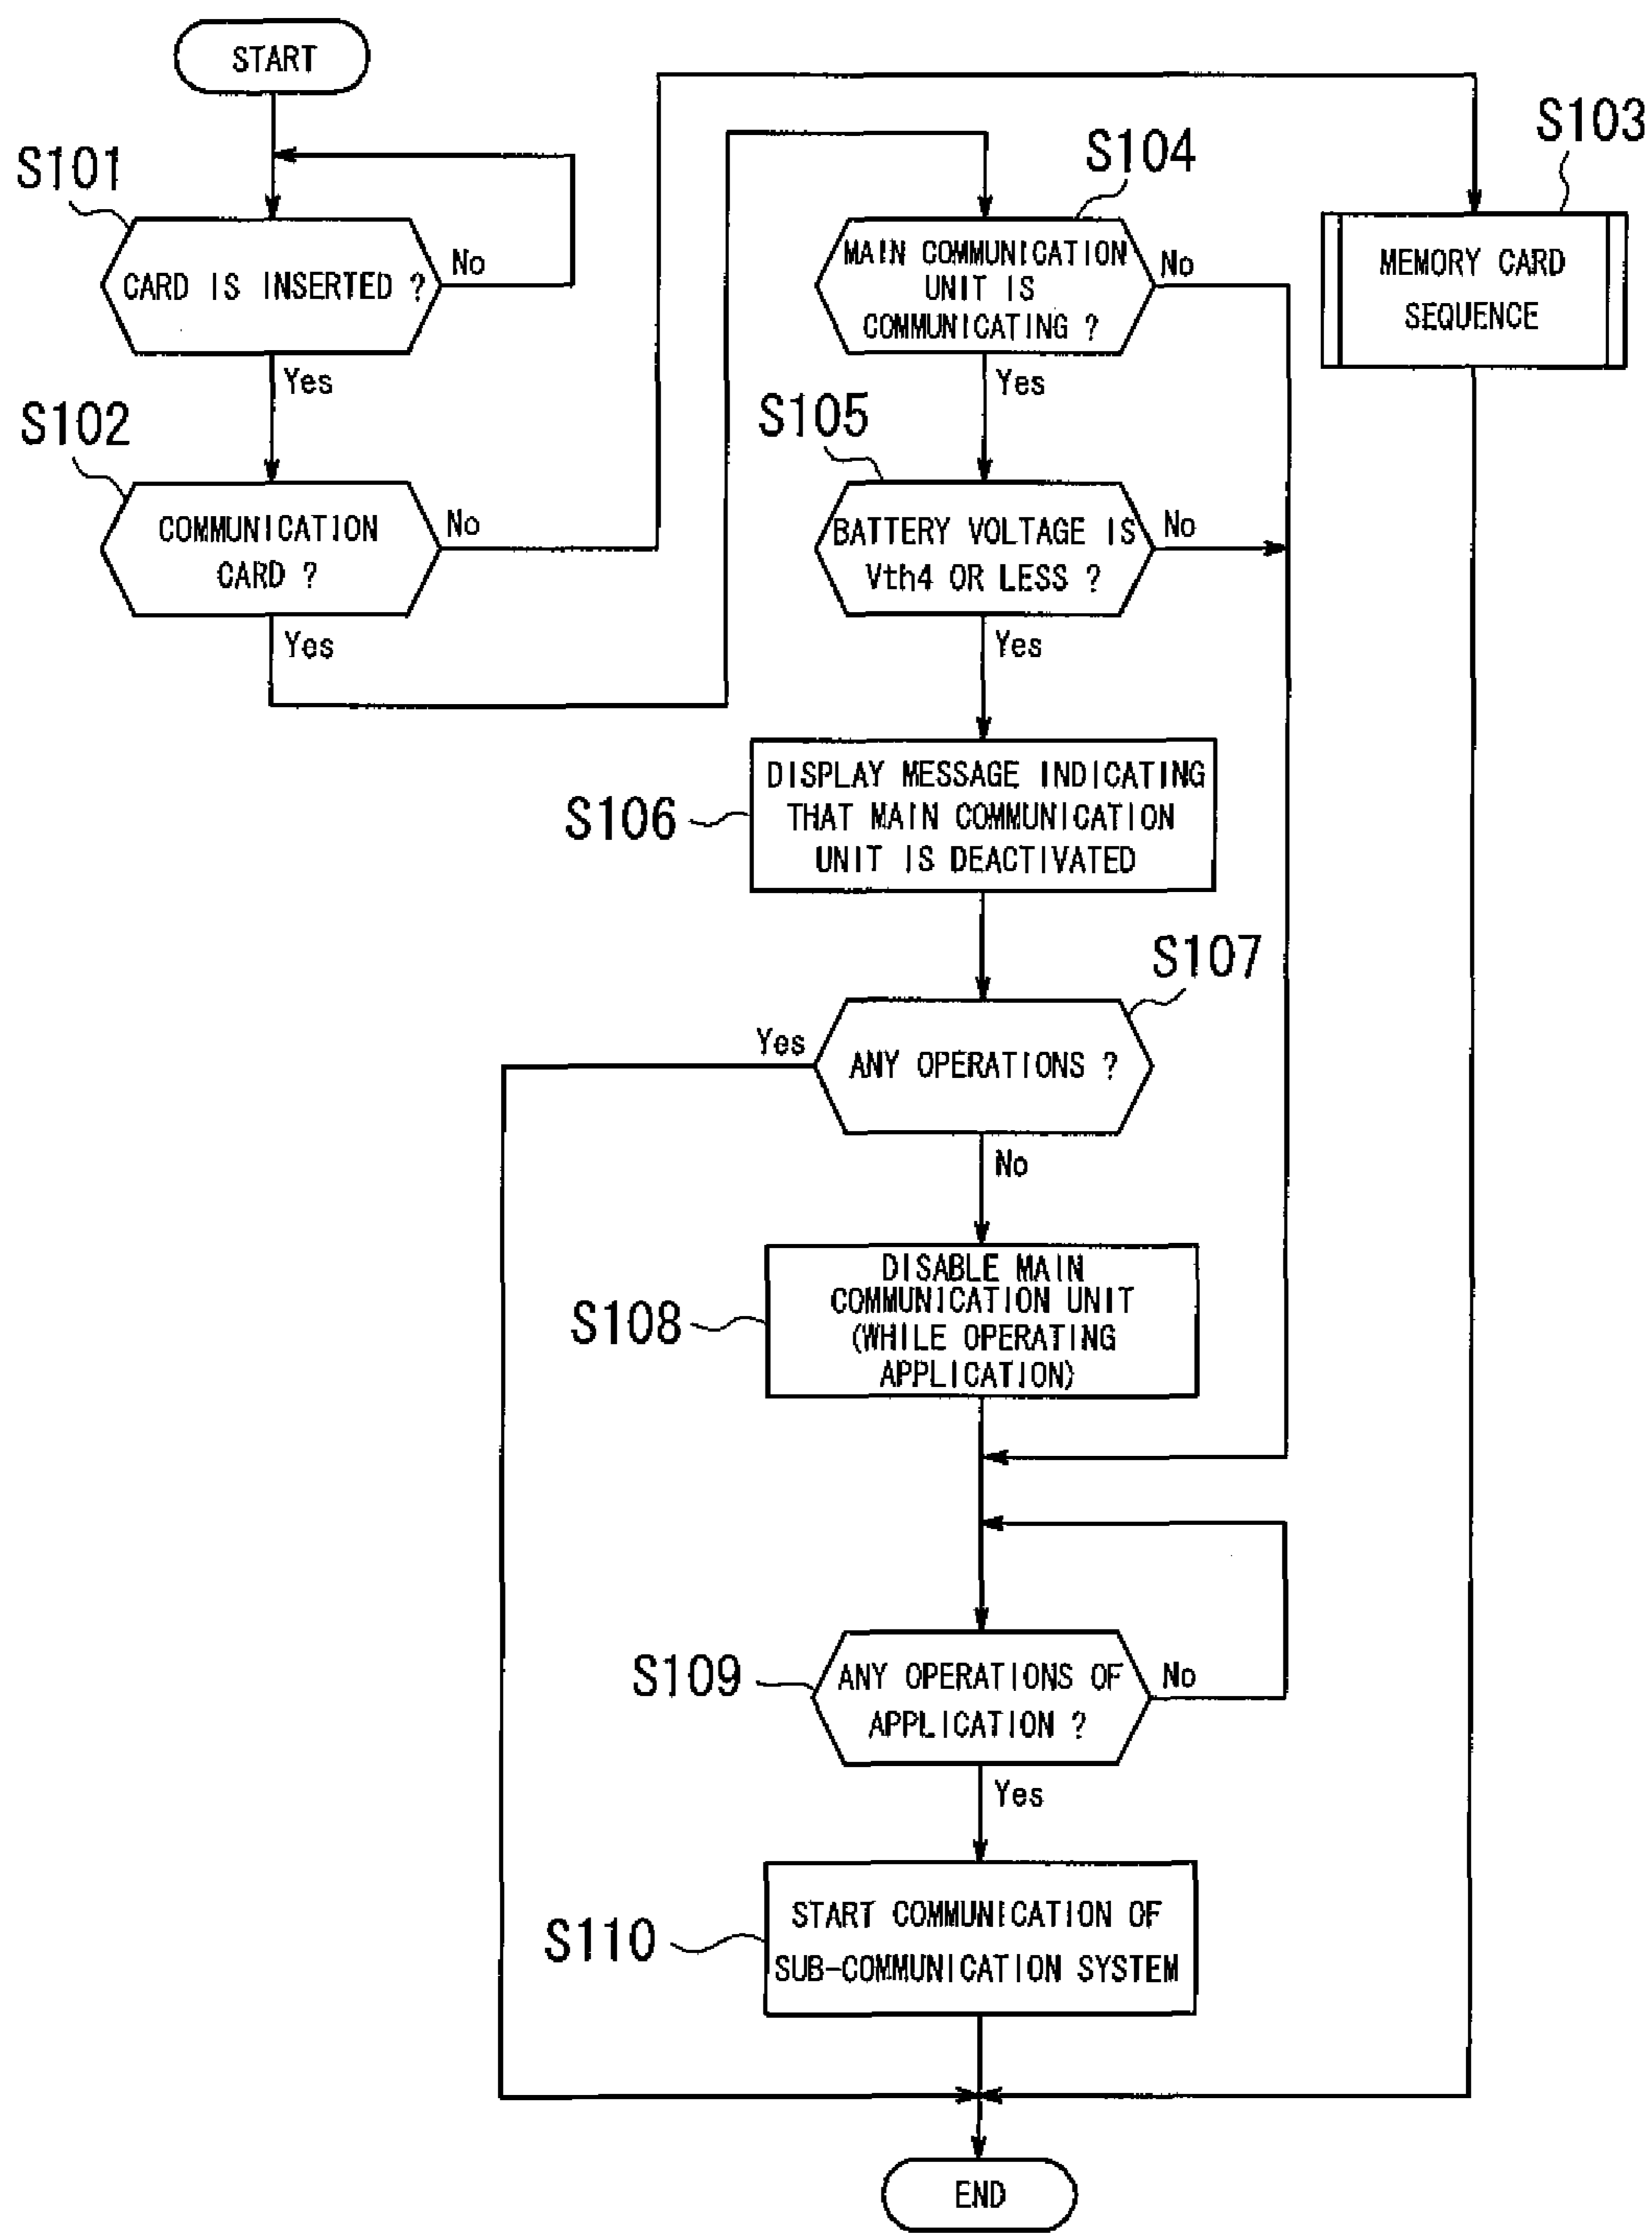 START
S101
CARD IS INSERTED ?
No
Yes
S102
COMMUNICATION
CARD ?
No
Yes
S103
MEMORY CARD
SEQUENCE
S104
MAIN COMMUNICATION
UNIT IS
COMMUNICATING ?
No
Yes
S105
BATTERY VOLTAGE IS
Vth4 OR LESS ?
No
Yes
S106
DISPLAY MESSAGE INDICATING
THAT MAIN COMMUNICATION
UNIT IS DEACTIVATED
S107
Yes
ANY OPERATIONS ?
No
S108
DISABLE MAIN
COMMUNICATION UNIT
(WHILE OPERATING
APPLICATION)
S109
ANY OPERATIONS OF
APPLICATION ?
No
Yes
S110
START COMMUNICATION OF
SUB-COMMUNICATION SYSTEM
END